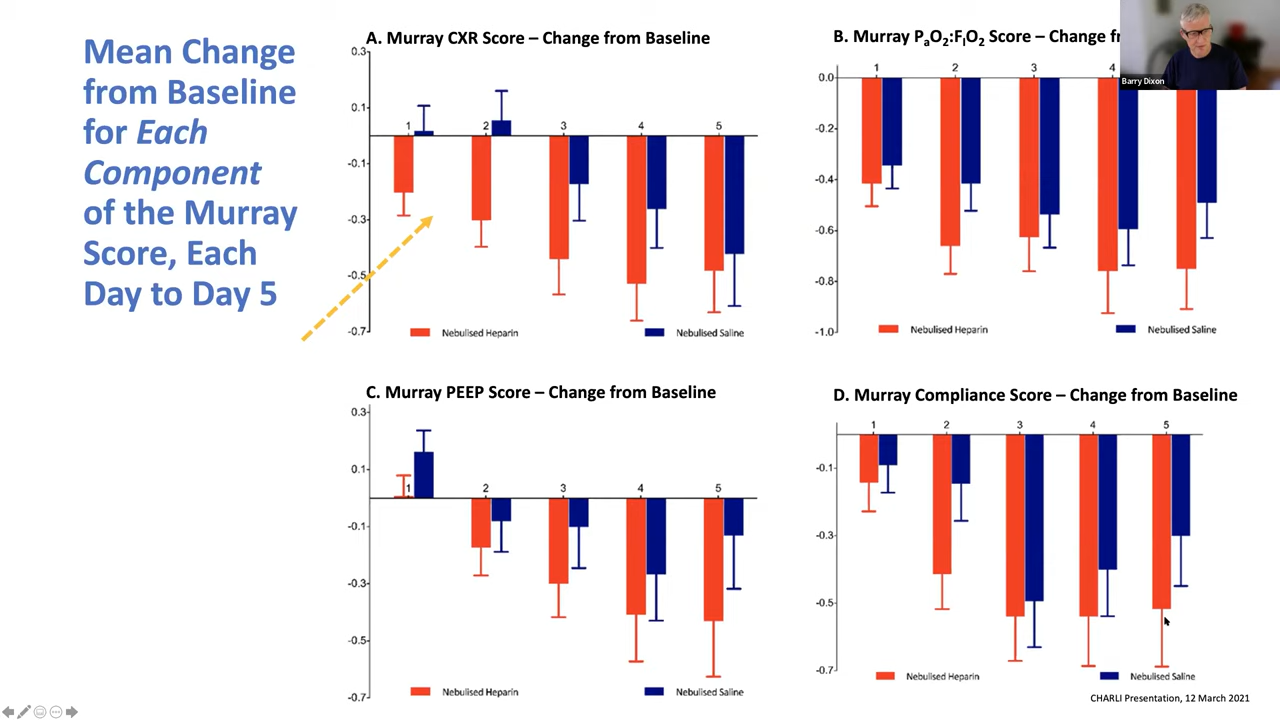 Mean Change
from Baseline
for Each
Component
of the Murray
Score, Each
Day to Day 5
A. Murray CXR Score – Change from Baseline
0.3
0.1
-0.1
-0.3
-0.5
-0.7
1 2 3 4 5
Nebulised Heparin Nebulised Saline
B. Murray PaO2:FIO2 Score – Change
Barry Dixon
1 2 3 4
0.0
-0.2
-0.4
-0.6
-0.8
-1.0
Nebulised Heparin Nebulised Saline
C. Murray PEEP Score – Change from Baseline
0.3
0.1
-0.1
-0.3
-0.5
-0.7
1 2 3 4 5
Nebulised Heparin Nebulised Saline
D. Murray Compliance Score – Change from Baseline
1 2 3 4 5
-0.1
-0.3
-0.5
-0.7
Nebulised Heparin Nebulised Saline
CHARLI Presentation, 12 March 2021